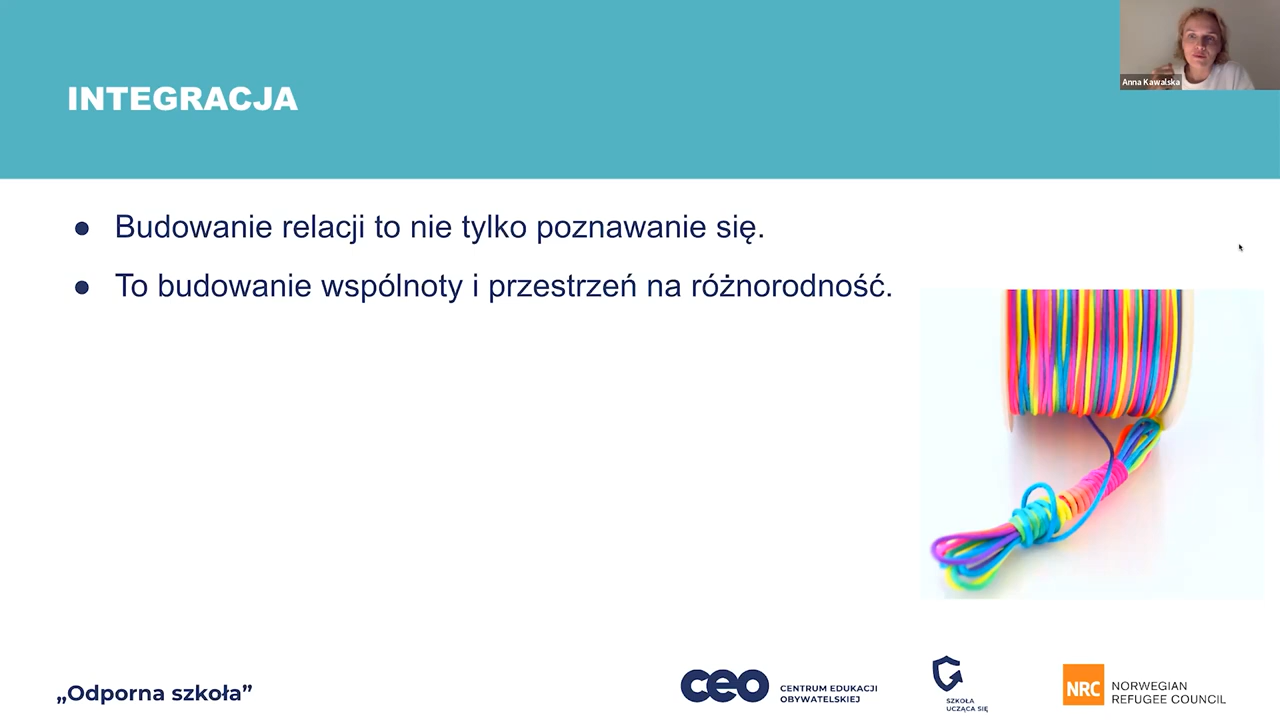 Anna Kawalska
INTEGRACJA
● Budowanie relacji to nie tylko poznawanie się.
● To budowanie wspólnoty i przestrzeń na różnorodność.
„Odporna szkoła”
ceo
CENTRUM EDUKACJI
OBYWATELSKIEJ
SZKOŁA
UCZĄCA SIĘ
NRC
NORWEGIAN
REFUGEE COUNCIL